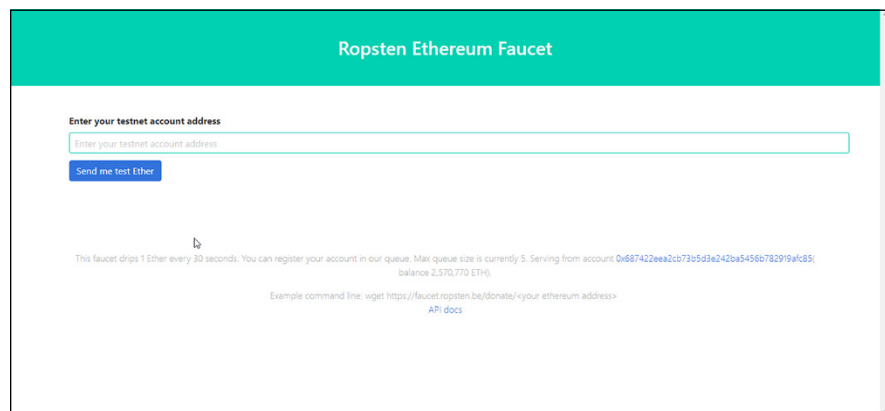 Ropsten Ethereum Faucet
Enter your testnet account address
Enter your testnet account address
Send me test Ether
This faucet drips 1 Ether every 30 seconds. You can register your account in our queue. Max queue size is currently 5. Serving from account 0x687422eea2cb73b5d3e242ba5456b782919afc85(
balance 2,570,770 ETH).
Example command line: wget https://faucet.ropsten.be/donate/<your ethereum address>
API docs